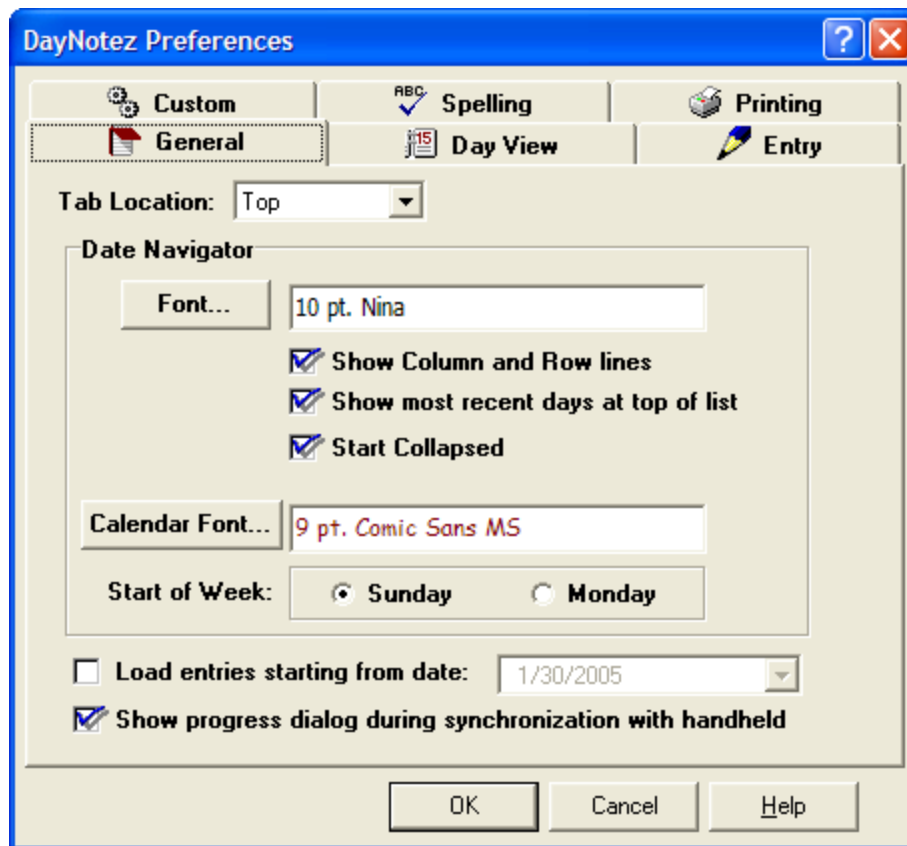 DayNotez Preferences
Custom
ABC Spelling
Printing
General
15 Day View
Entry
Tab Location: Top
Date Navigator
Font... 10 pt. Nina
Show Column and Row lines
Show most recent days at top of list
Start Collapsed
Calendar Font... 9 pt. Comic Sans MS
Start of Week: Sunday Monday
Load entries starting from date: 1/30/2005
Show progress dialog during synchronization with handheld
OK Cancel Help